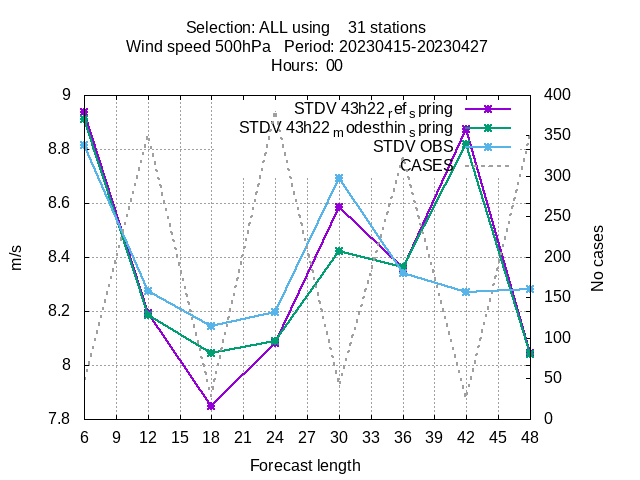 Selection: ALL using    31 stations
Wind speed 500hPa   Period: 20230415-20230427
Hours:  00
STDV 43h22_ref_spring
STDV 43h22_modesthin_spring
STDV OBS
CASES
9
8.8
8.6
8.4
8.2
8
7.8
m/s
400
350
300
250
200
150
100
50
0
No cases
6 9 12 15 18 21 24 27 30 33 36 39 42 45 48
Forecast length